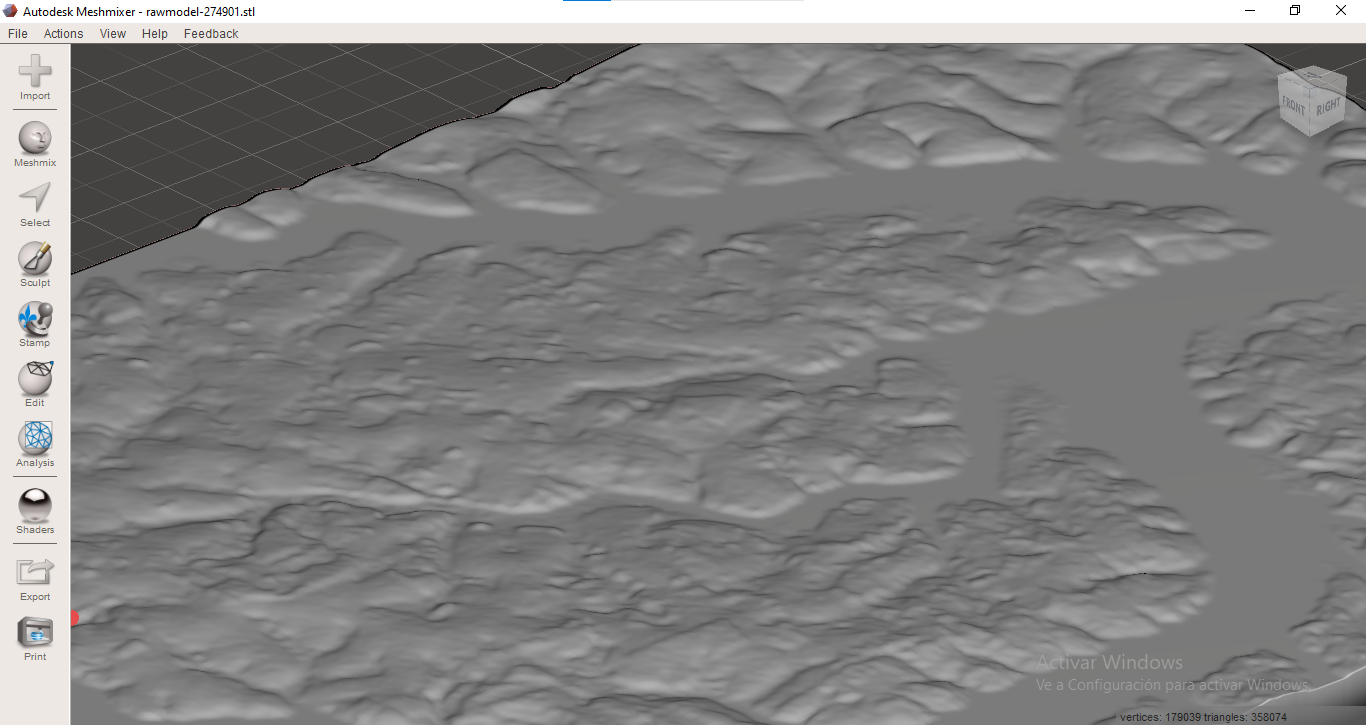 Autodesk Meshmixer - rawmodel-274901.stl
File Actions View Help Feedback
Import
Meshmix
Select
Sculpt
Stamp
Edit
Analysis
Shaders
Export
Print
FRONT RIGHT
Activar Windows
Ve a Configuración para activar Windows.
vertices: 179039 triangles: 358074